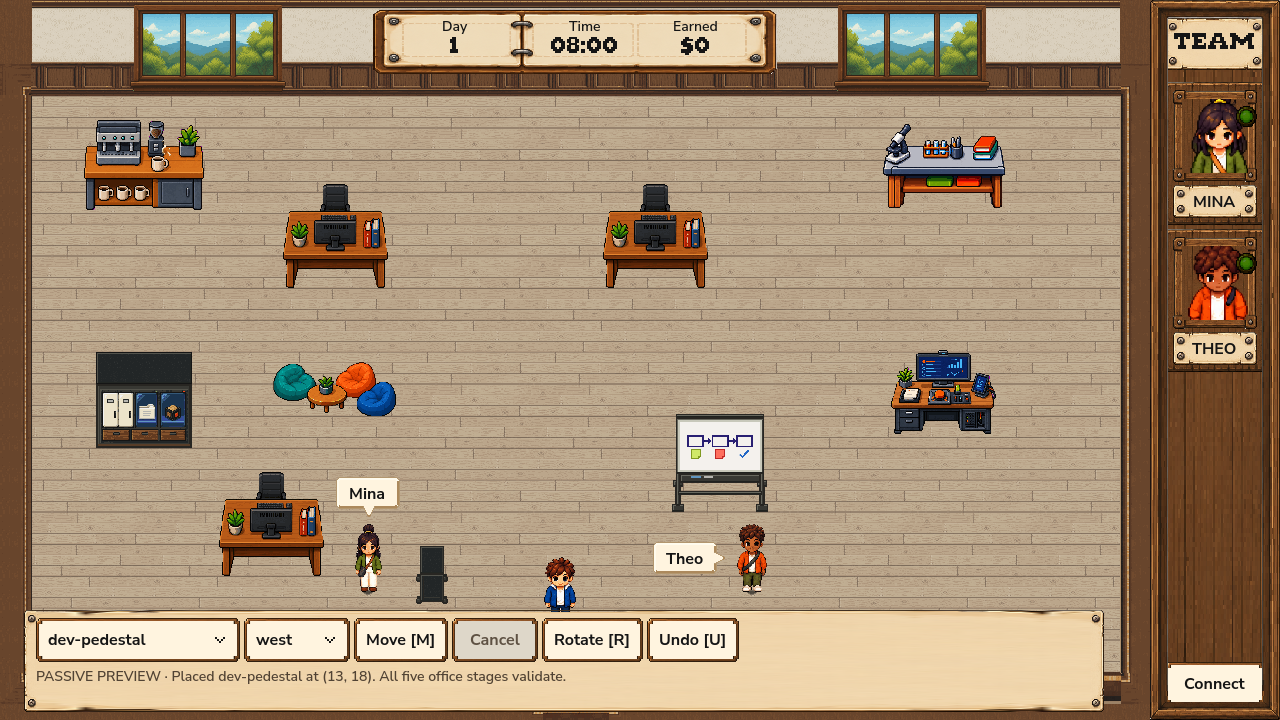 Day
1
Time
08:00
Earned
$0
TEAM
MINA
THEO
Mina
Theo
dev-pedestal
west
Move [M]
Cancel
Rotate [R]
Undo [U]
PASSIVE PREVIEW · Placed dev-pedestal at (13, 18). All five office stages validate.
Connect